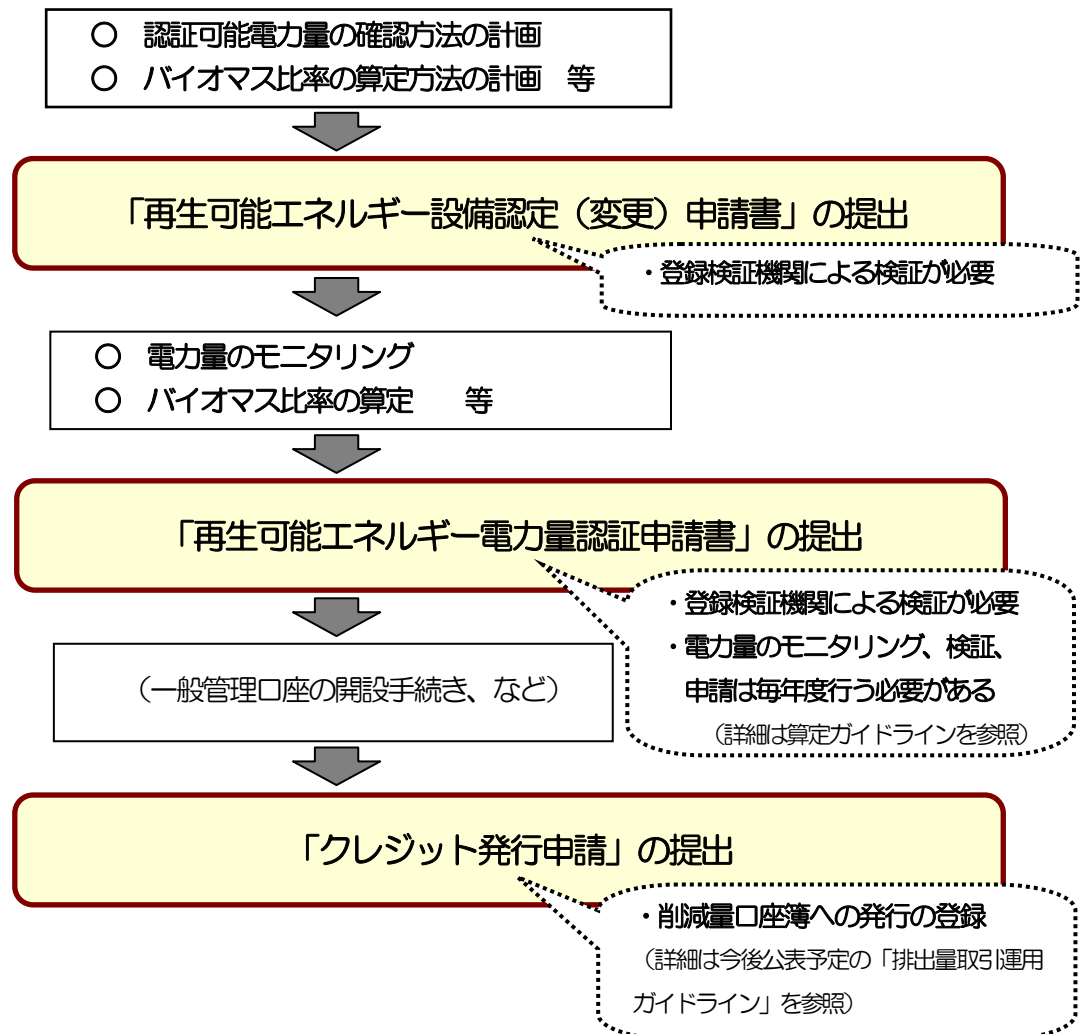 ○ 認証可能電力量の確認方法の計画
○ バイオマス比率の算定方法の計画 等
「再生可能エネルギー設備認定（変更）申請書」の提出
・登録検証機関による検証が必要
○ 電力量のモニタリング
○ バイオマス比率の算定 等
「再生可能エネルギー電力量認証申請書」の提出
・登録検証機関による検証が必要
・電力量のモニタリング、検証、
申請は毎年度行う必要がある
（詳細は算定ガイドラインを参照）
（一般管理口座の開設手続き、など）
「クレジット発行申請」の提出
・削減量口座簿への発行の登録
（詳細は今後公表予定の「排出量取引運用
ガイドライン」を参照）